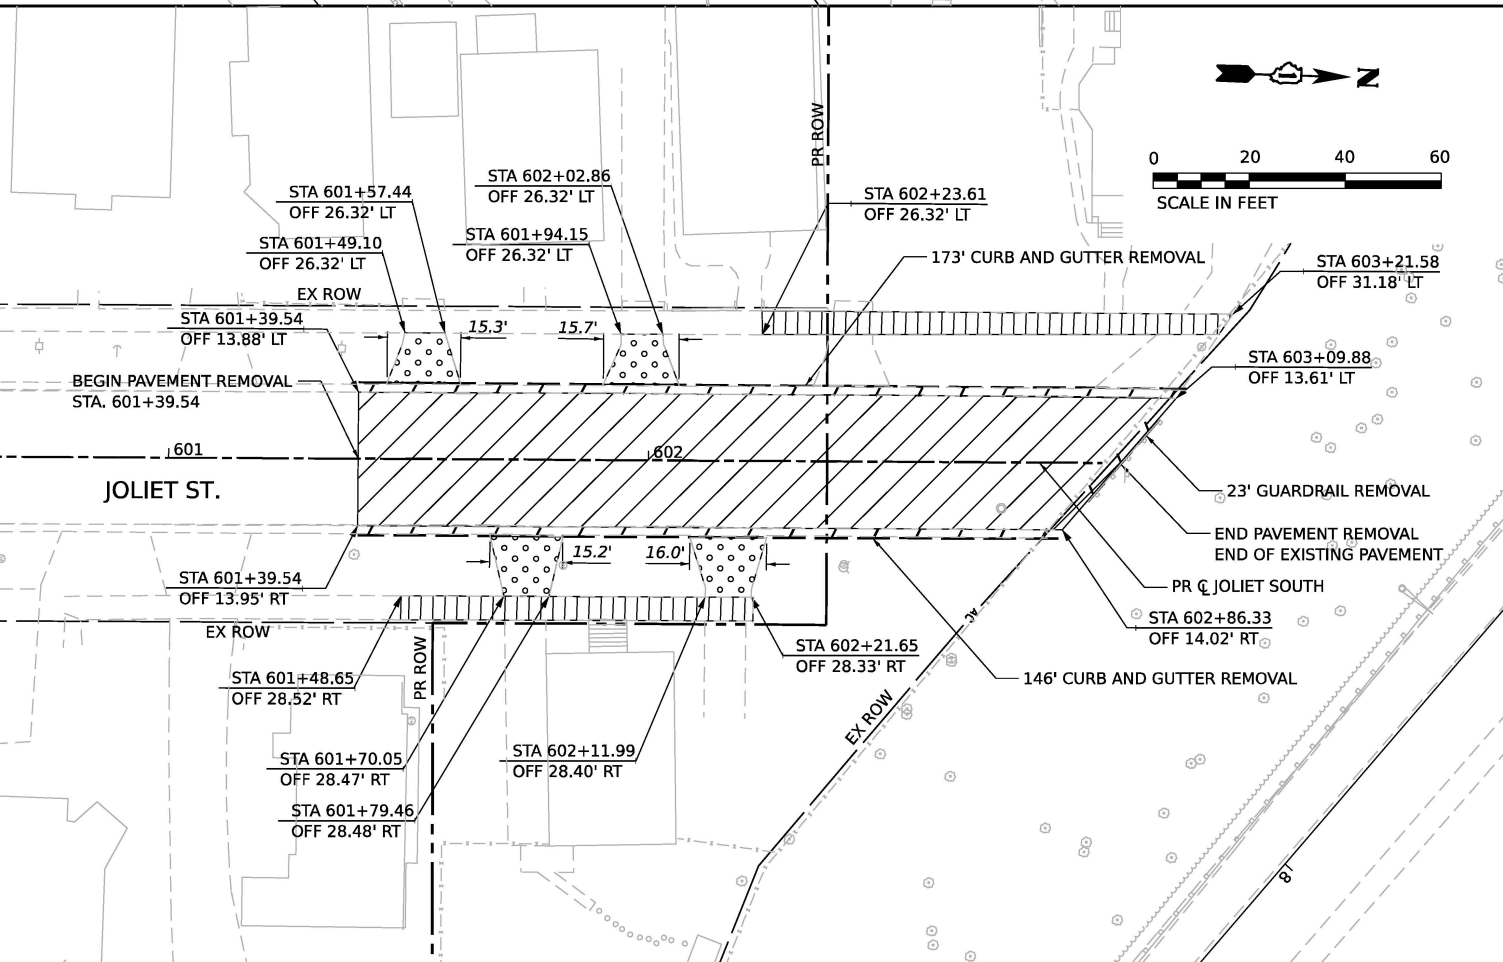 PR ROW
N
0 20 40 60
SCALE IN FEET
STA 601+57.44
OFF 26.32' LT
STA 602+02.86
OFF 26.32' LT
STA 602+23.61
OFF 26.32' LT
STA 601+49.10
OFF 26.32' LT
STA 601+94.15
OFF 26.32' LT
173' CURB AND GUTTER REMOVAL
STA 603+21.58
OFF 31.18' LT
EX ROW
STA 601+39.54
OFF 13.88' LT
15.3'
15.7'
STA 603+09.88
OFF 13.61' LT
BEGIN PAVEMENT REMOVAL
STA. 601+39.54
601
602
JOLIET ST.
23' GUARDRAIL REMOVAL
END PAVEMENT REMOVAL
END OF EXISTING PAVEMENT
15.2'
16.0'
STA 601+39.54
OFF 13.95' RT
PR ℄ JOLIET SOUTH
AC
STA 602+86.33
OFF 14.02' RT
EX ROW
STA 602+21.65
OFF 28.33' RT
PR ROW
STA 601+48.65
OFF 28.52' RT
146' CURB AND GUTTER REMOVAL
EX ROW
STA 601+70.05
OFF 28.47' RT
STA 602+11.99
OFF 28.40' RT
STA 601+79.46
OFF 28.48' RT
8